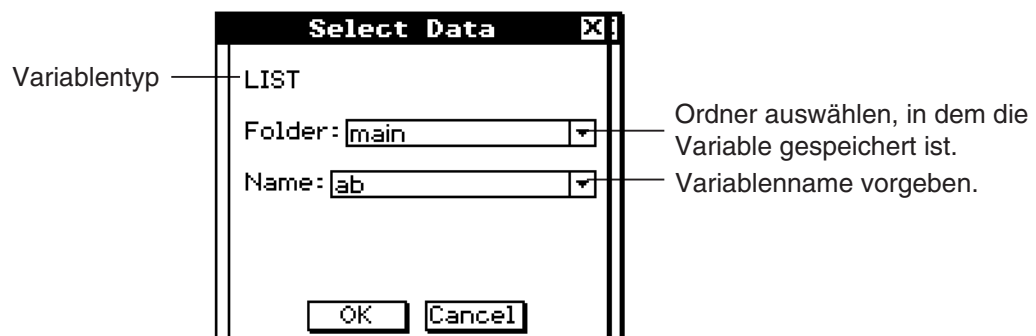 Select Data
Variablentyp
LIST
Folder: main
Ordner auswählen, in dem die
Variable gespeichert ist.
Name: ab
Variablenname vorgeben.
OK Cancel